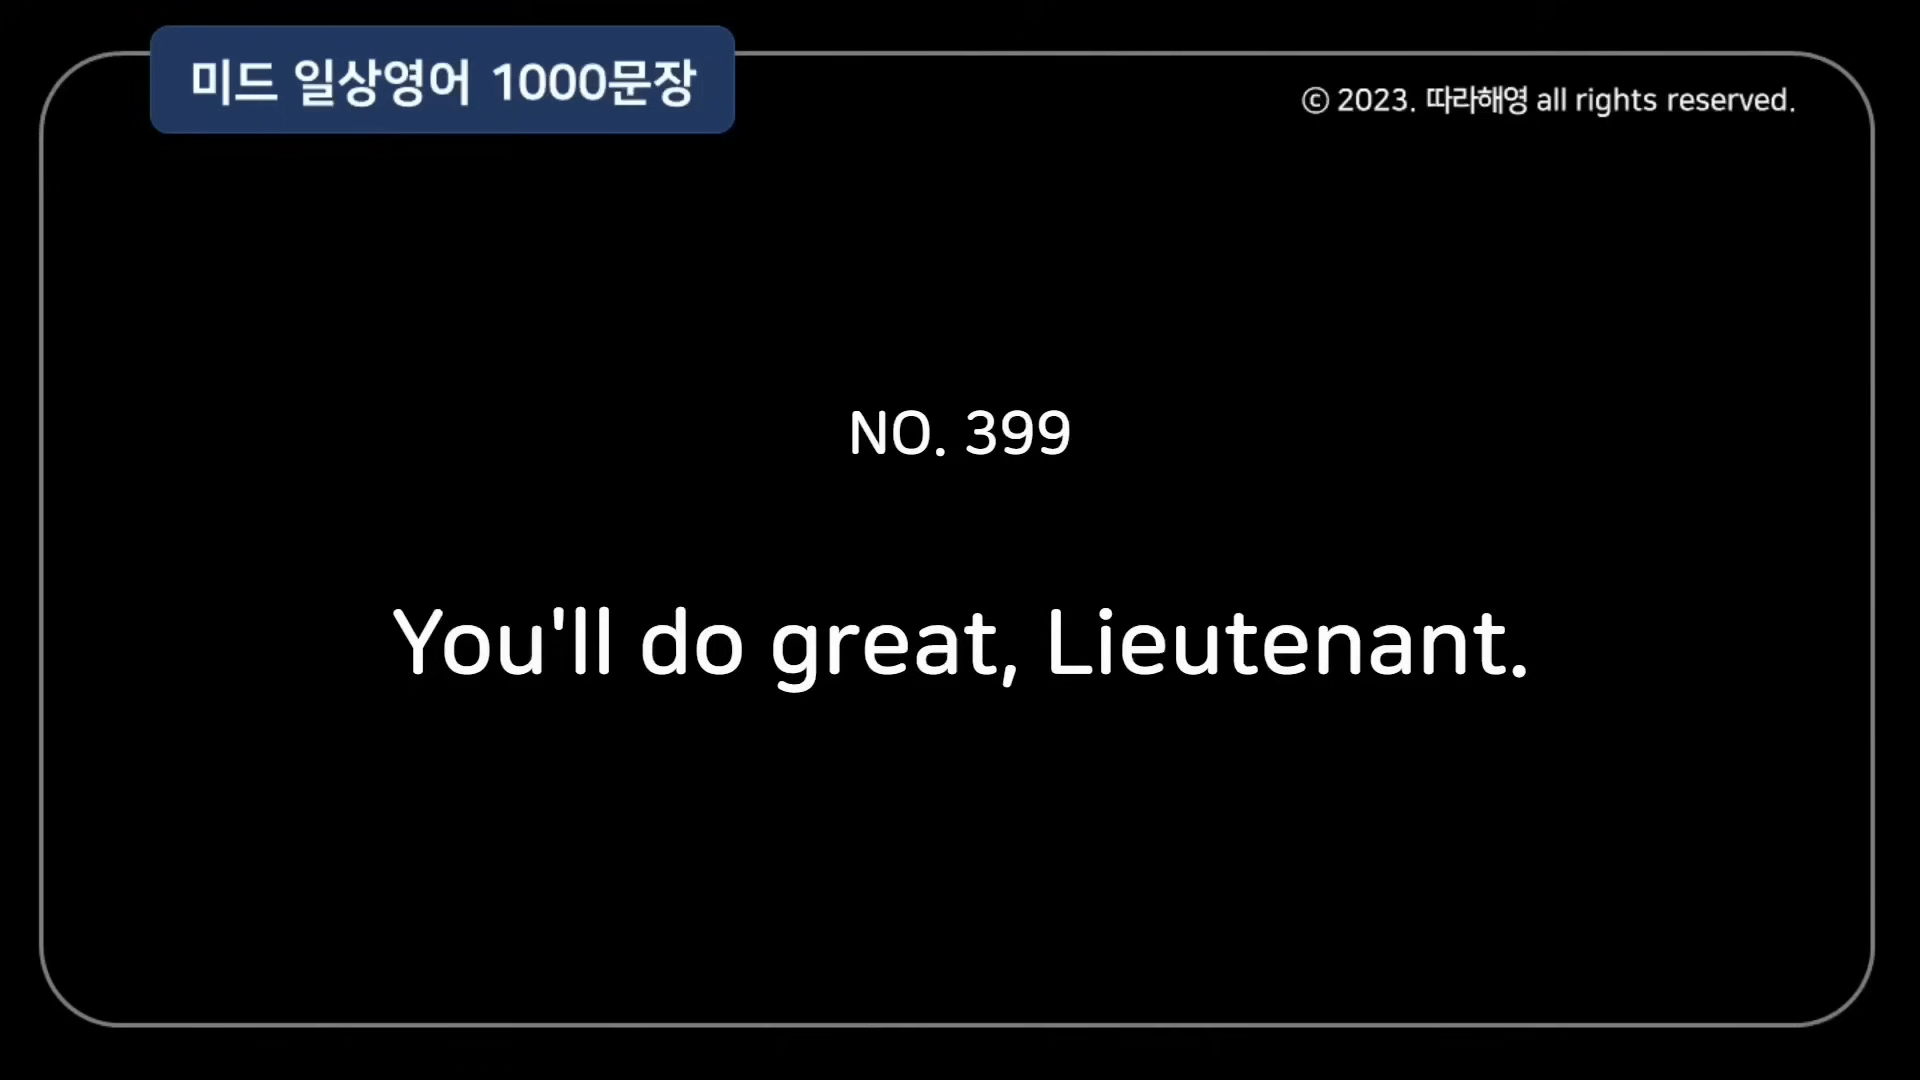 미드 일상영어 1000문장
ⓒ 2023. 따라해영 all rights reserved.
NO. 399
You'll do great, Lieutenant.